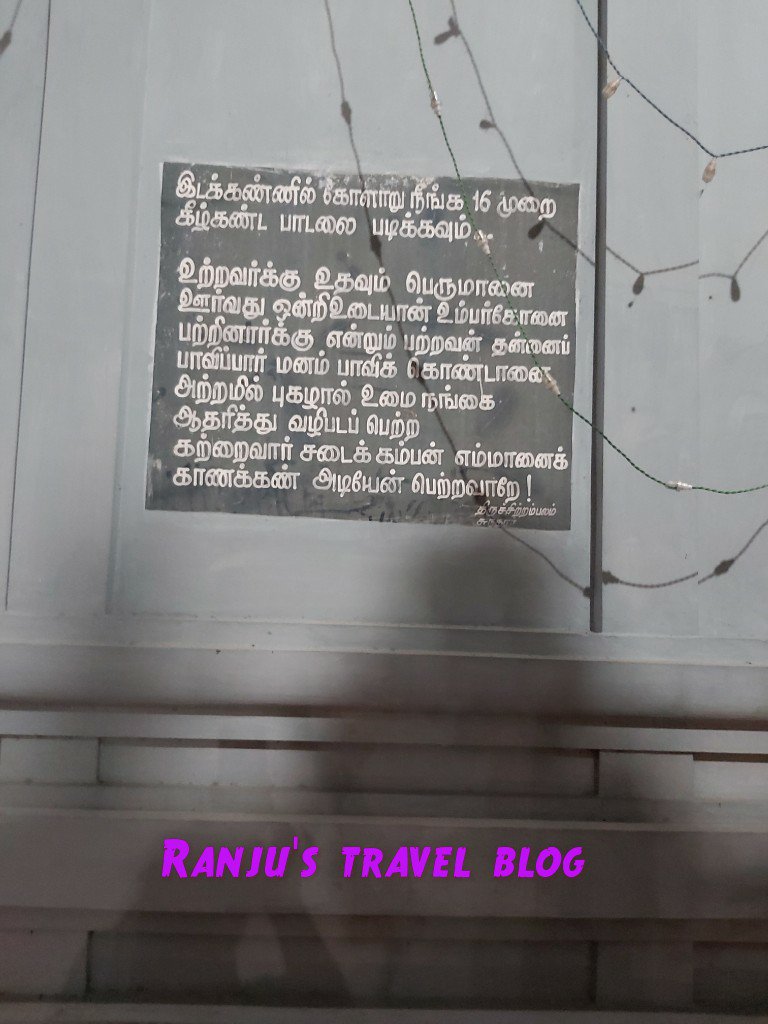 இடக்கண்ணில் கோளாறு நீங்க 16 முறை
கீழ்கண்ட பாடலை படிக்கவும்...
உற்றவர்க்கு உதவும் பெருமானை
ஊர்வது ஒன்றிஉடையான் உம்பர்கோனை
பற்றினார்க்கு என்றும் பற்றவன் தன்னைப்
பாவிப்பார் மனம் பாவிக் கொண்டானை
அற்றமில் புகழால் உமை நங்கை
ஆதரித்து வழிபடப் பெற்ற
கற்றைவார் சடைக் கம்பன் எம்மானைக்
காணக்கண் அடியேன் பெற்றவாறே !
திருச்சிற்றம்பலம்
RANJU'S TRAVEL BLOG